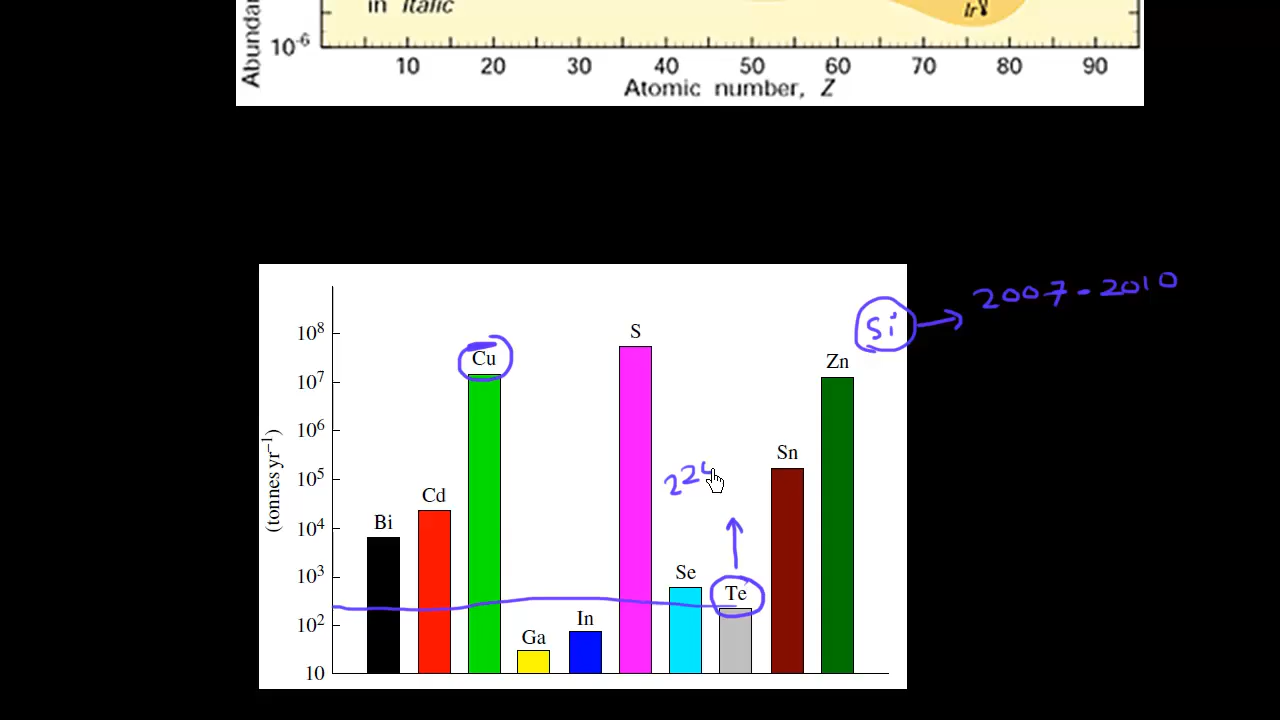 in Italic
Ir
Abundan
10⁻⁶
10 20 30 40 50 60 70 80 90
Atomic number, Z
2007-2010
Si
S
10⁸
Cu
Zn
10⁷
10⁶
Sn
10⁵
224
Cd
(tonnes yr⁻¹)
Bi
10⁴
Se
10³
Te
In
10²
Ga
10